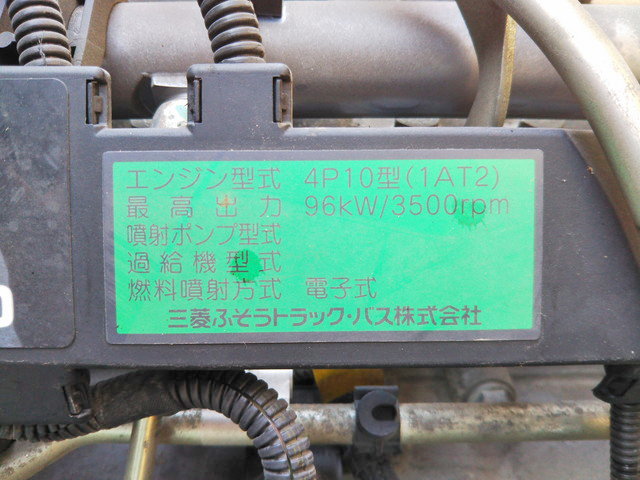 エンジン型式 4P10型(1AT2)
最高出力 96kW/3500rpm
噴射ポンプ型式
過給機型式
燃料噴射方式 電子式
三菱ふそうトラック・バス株式会社